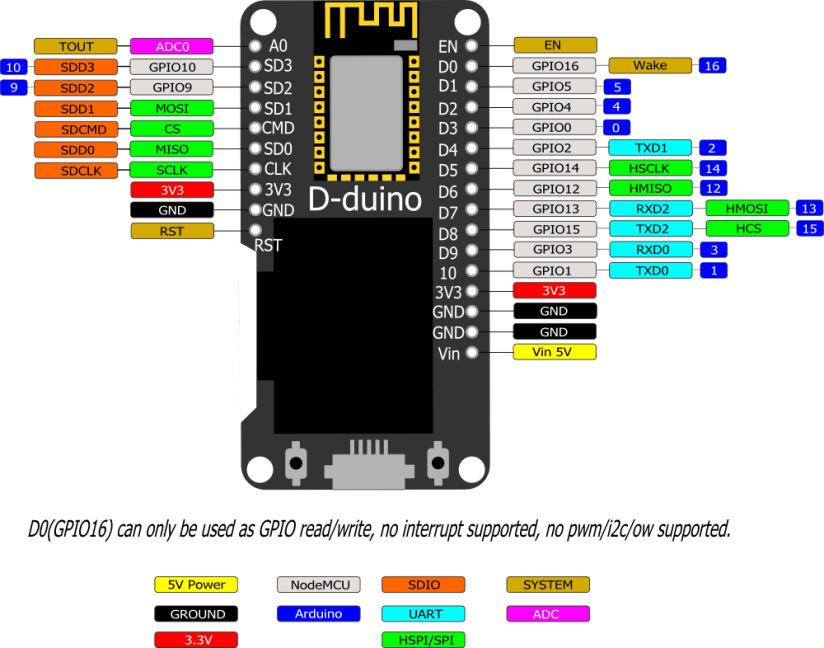 TOUT ADC0 A0 EN EN
10 SDD3 GPIO10 SD3 D0 GPIO16 Wake 16
9 SDD2 GPIO9 SD2 D1 GPIO5 5
SDD1 MOSI SD1 D2 GPIO4 4
SDCMD CS CMD D3 GPIO0 0
SDD0 MISO SD0 D4 GPIO2 TXD1 2
SDCLK SCLK CLK D5 GPIO14 HSCLK 14
3V3 3V3 D-duino D6 GPIO12 HMISO 12
GND GND D7 GPIO13 RXD2 HMOSI 13
RST RST D8 GPIO15 TXD2 HCS 15
D9 GPIO3 RXD0 3
10 GPIO1 TXD0 1
3V3 3V3
GND GND
GND GND
Vin Vin 5V
D0(GPIO16) can only be used as GPIO read/write, no interrupt supported, no pwm/i2c/ow supported.
5V Power NodeMCU SDIO SYSTEM
GROUND Arduino UART ADC
3.3V HSPI/SPI